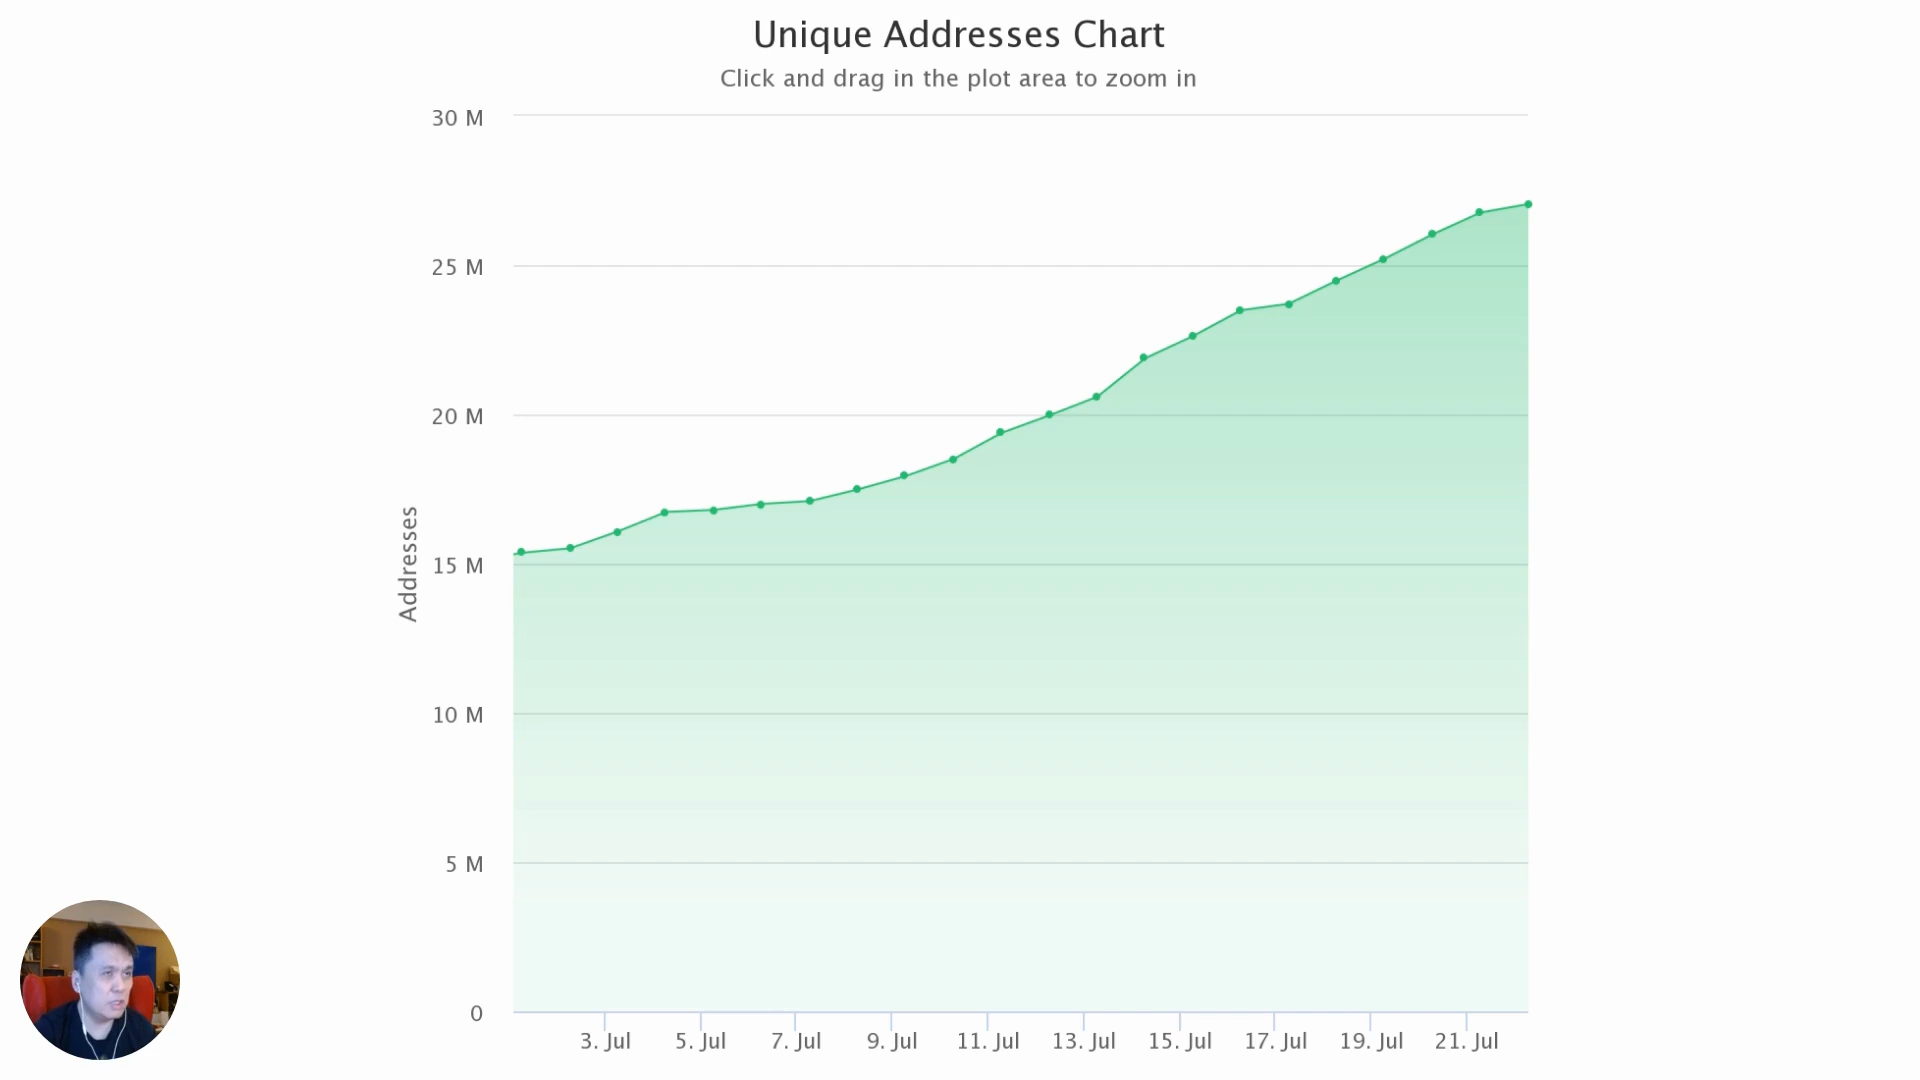 Unique Addresses Chart
Click and drag in the plot area to zoom in
30 M
25 M
20 M
15 M
10 M
5 M
0
Addresses
3. Jul
5. Jul
7. Jul
9. Jul
11. Jul
13. Jul
15. Jul
17. Jul
19. Jul
21. Jul